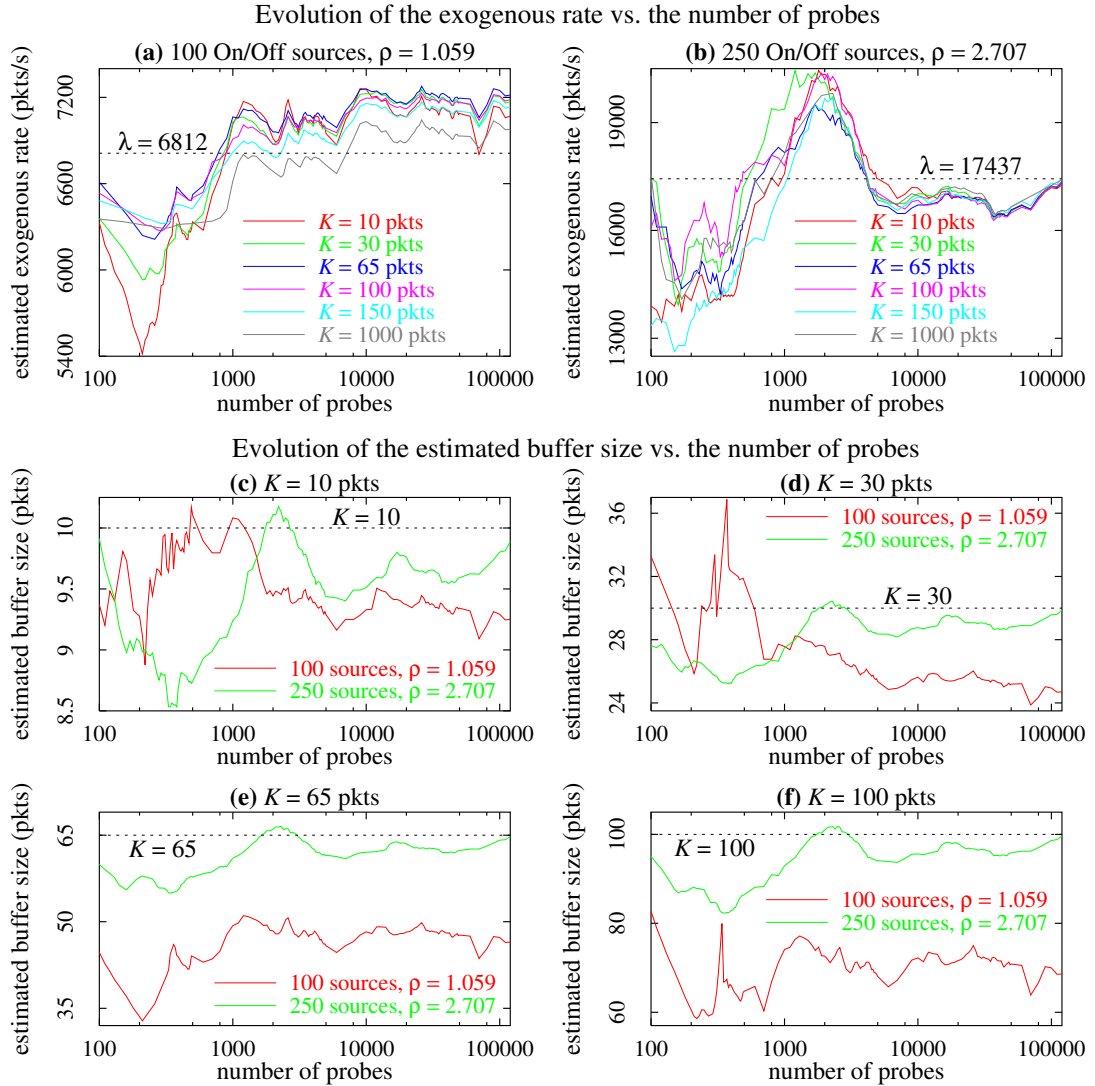 Evolution of the exogenous rate vs. the number of probes
(a) 100 On/Off sources, ρ = 1.059
estimated exogenous rate (pkts/s)
7200
6600
6000
5400
λ = 6812
K = 10 pkts
K = 30 pkts
K = 65 pkts
K = 100 pkts
K = 150 pkts
K = 1000 pkts
100
1000
10000
100000
number of probes
(b) 250 On/Off sources, ρ = 2.707
estimated exogenous rate (pkts/s)
19000
16000
13000
λ = 17437
K = 10 pkts
K = 30 pkts
K = 65 pkts
K = 100 pkts
K = 150 pkts
K = 1000 pkts
100
1000
10000
100000
number of probes
Evolution of the estimated buffer size vs. the number of probes
(c) K = 10 pkts
estimated buffer size (pkts)
10
9.5
9
8.5
K = 10
100 sources, ρ = 1.059
250 sources, ρ = 2.707
100
1000
10000
100000
number of probes
(d) K = 30 pkts
estimated buffer size (pkts)
36
32
28
24
100 sources, ρ = 1.059
250 sources, ρ = 2.707
K = 30
100
1000
10000
100000
number of probes
(e) K = 65 pkts
estimated buffer size (pkts)
65
50
35
K = 65
100 sources, ρ = 1.059
250 sources, ρ = 2.707
100
1000
10000
100000
number of probes
(f) K = 100 pkts
estimated buffer size (pkts)
100
80
60
K = 100
100 sources, ρ = 1.059
250 sources, ρ = 2.707
100
1000
10000
100000
number of probes